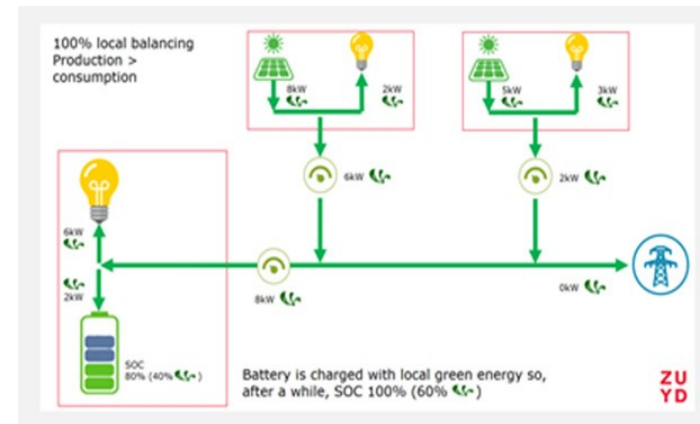 100% local balancing
Production >
consumption
8kW
2kW
5kW
3kW
6kW
2kW
6kW
2kW
8kW
0kW
SOC
80% (40% )
Battery is charged with local green energy so,
after a while, SOC 100% (60% )
ZU
YD